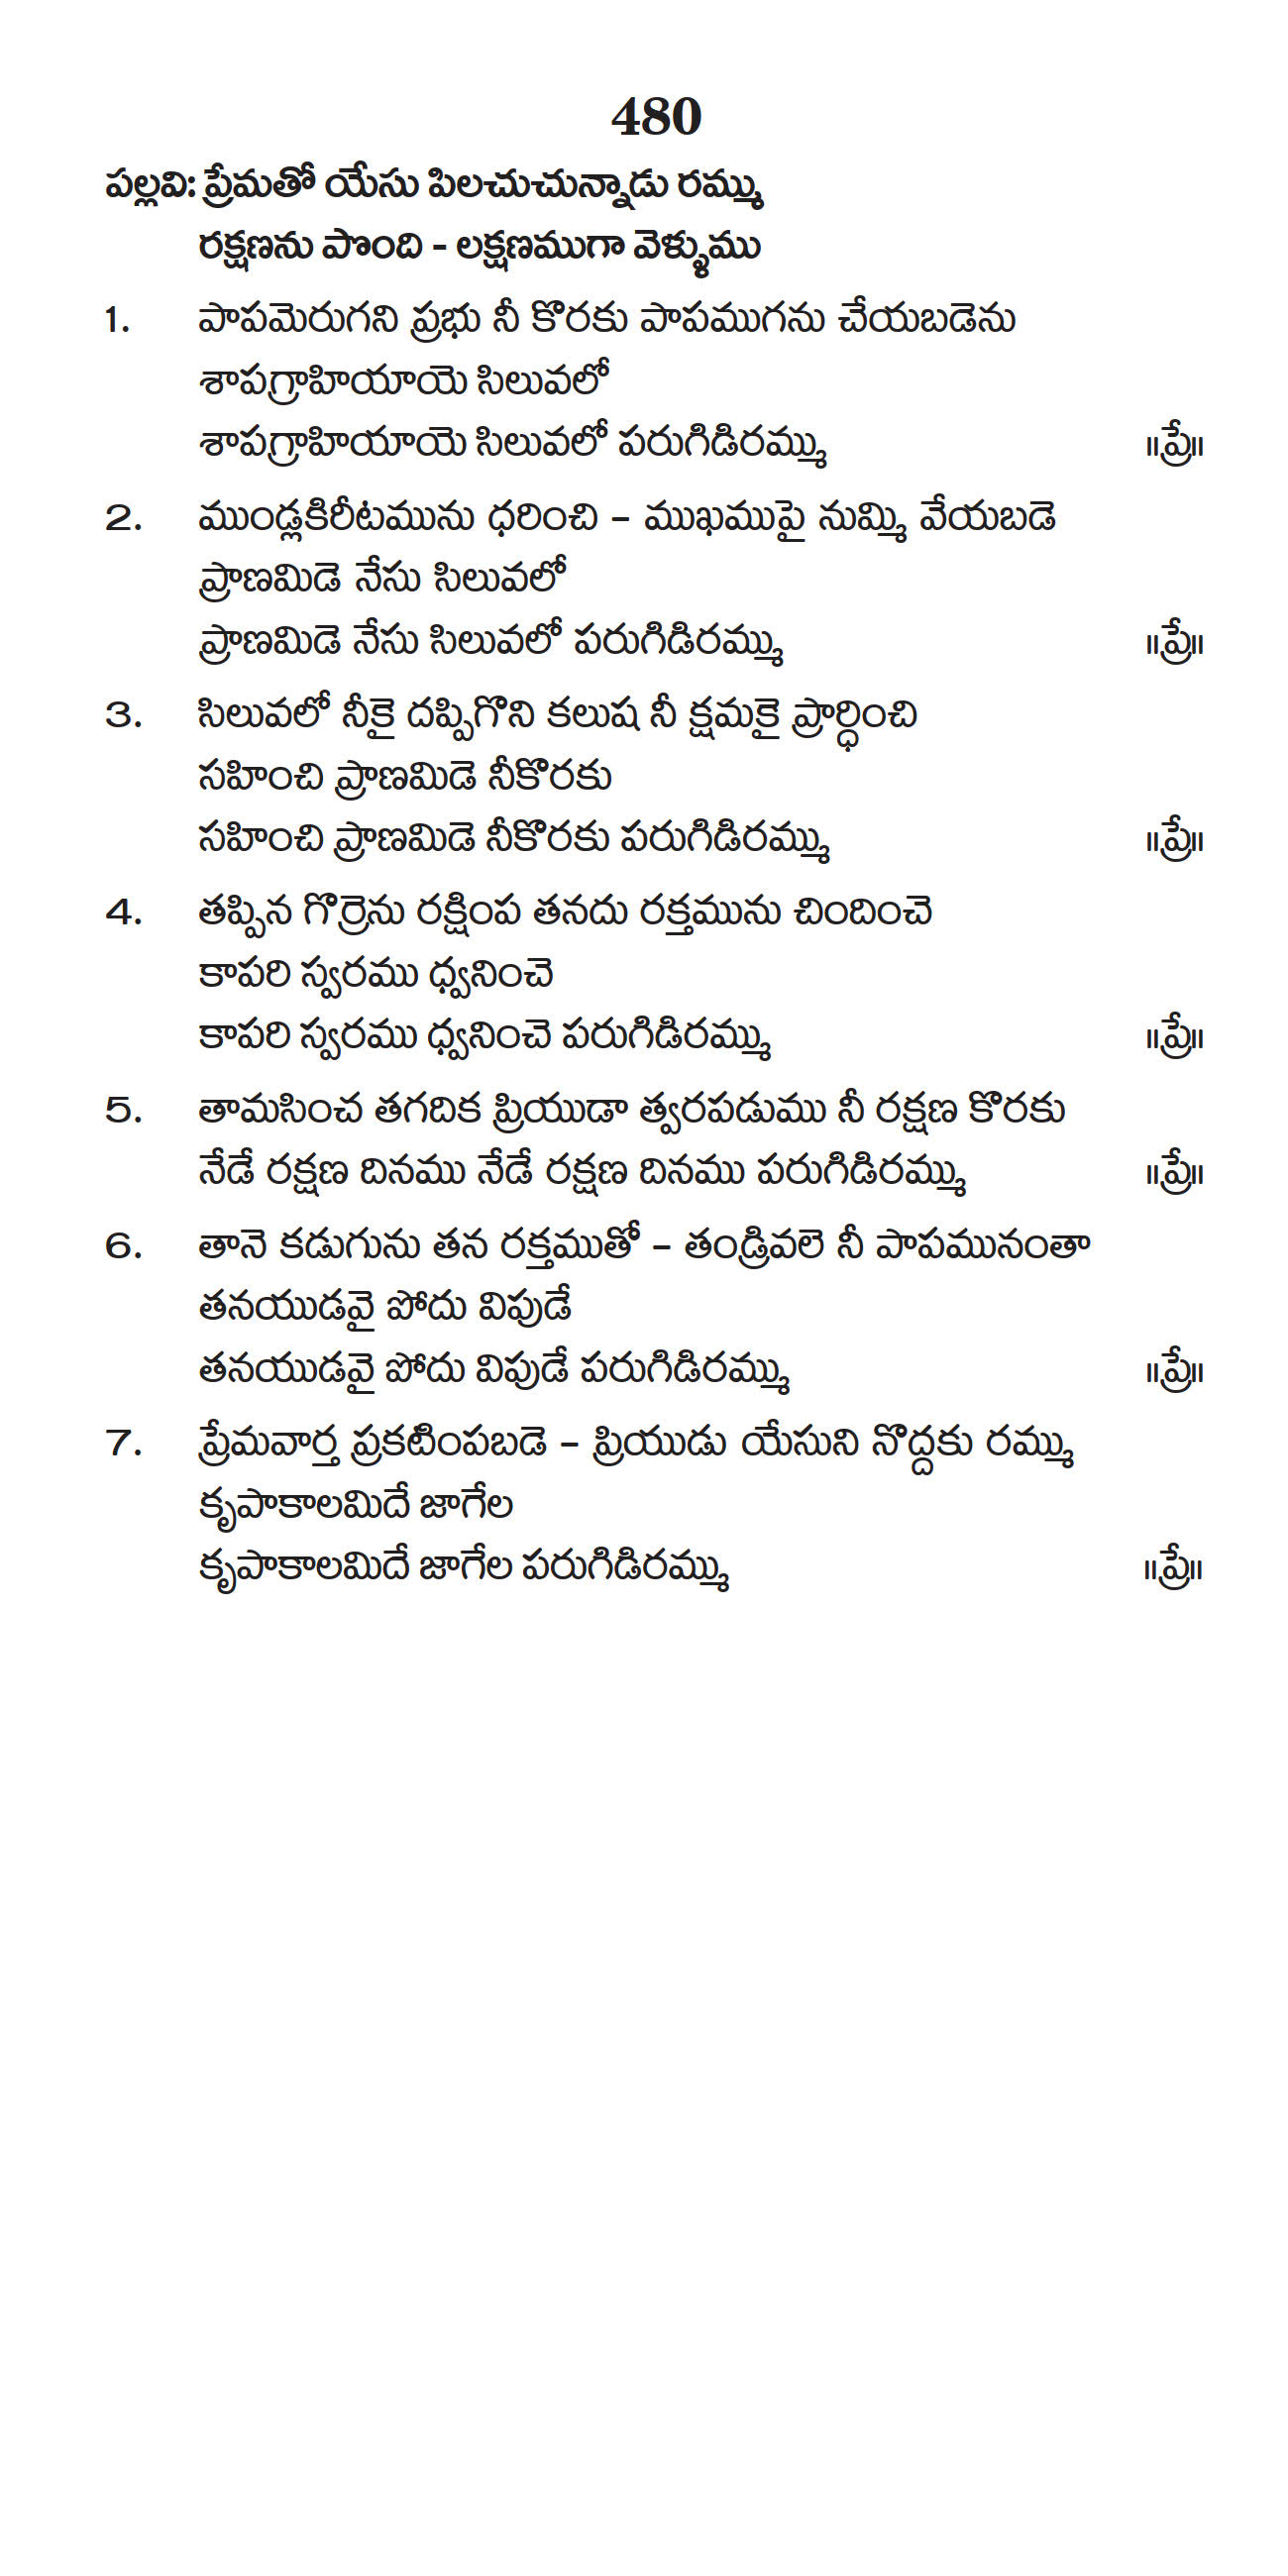 480
పల్లవి: ప్రేమతో యేసు పిలచుచున్నాడు రమ్ము
రక్షణను పొంది - లక్షణముగా వెళ్ళుము
1. పాపమెరుగని ప్రభు నీ కొరకు పాపముగను చేయబడెను
శాపగ్రాహియాయె సిలువలో
శాపగ్రాహియాయె సిలువలో పరుగిడిరమ్ము ॥ప్రే॥
2. ముండ్లకిరీటమును ధరించి – ముఖముపై నుమ్మి వేయబడె
ప్రాణమిడె నేసు సిలువలో
ప్రాణమిడె నేసు సిలువలో పరుగిడిరమ్ము ॥ప్రే॥
3. సిలువలో నీకై దప్పిగొని కలుష నీ క్షమకై ప్రార్ధించి
సహించి ప్రాణమిడె నీకొరకు
సహించి ప్రాణమిడె నీకొరకు పరుగిడిరమ్ము ॥ప్రే॥
4. తప్పిన గొర్రెను రక్షింప తనదు రక్తమును చిందించె
కాపరి స్వరము ధ్వనించె
కాపరి స్వరము ధ్వనించె పరుగిడిరమ్ము ॥ప్రే॥
5. తామసించ తగదిక ప్రియుడా త్వరపడుము నీ రక్షణ కొరకు
నేడే రక్షణ దినము నేడే రక్షణ దినము పరుగిడిరమ్ము ॥ప్రే॥
6. తానె కడుగును తన రక్తముతో – తండ్రివలె నీ పాపమునంతా
తనయుడవై పోదు విపుడే
తనయుడవై పోదు విపుడే పరుగిడిరమ్ము ॥ప్రే॥
7. ప్రేమవార్త ప్రకటింపబడె – ప్రియుడు యేసుని నొద్దకు రమ్ము
కృపాకాలమిదే జాగేల
కృపాకాలమిదే జాగేల పరుగిడిరమ్ము ॥ప్రే॥